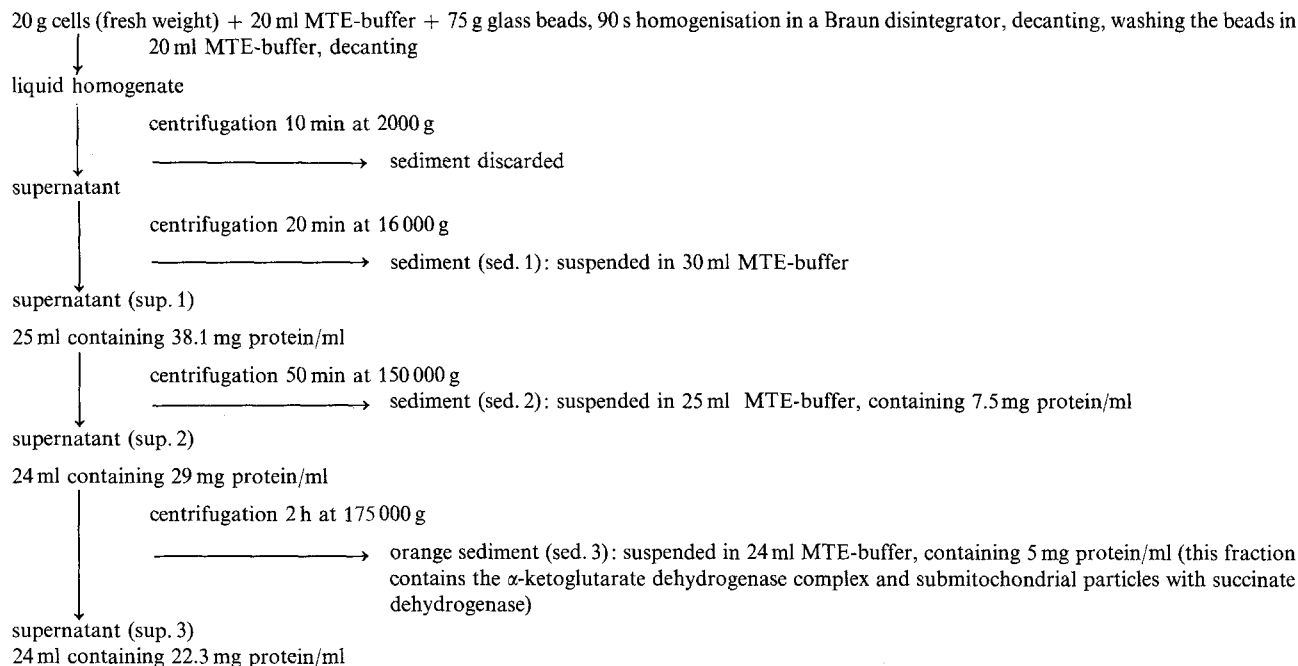 20 g cells (fresh weight) + 20 ml MTE-buffer + 75 g glass beads, 90 s homogenisation in a Braun disintegrator, decanting, washing the beads in
20 ml MTE-buffer, decanting
liquid homogenate
centrifugation 10 min at 2000 g
sediment discarded
supernatant
centrifugation 20 min at 16 000 g
sediment (sed. 1): suspended in 30 ml MTE-buffer
supernatant (sup. 1)
25 ml containing 38.1 mg protein/ml
centrifugation 50 min at 150 000 g
sediment (sed. 2): suspended in 25 ml MTE-buffer, containing 7.5 mg protein/ml
supernatant (sup. 2)
24 ml containing 29 mg protein/ml
centrifugation 2 h at 175 000 g
orange sediment (sed. 3): suspended in 24 ml MTE-buffer, containing 5 mg protein/ml (this fraction
contains the α-ketoglutarate dehydrogenase complex and submitochondrial particles with succinate
dehydrogenase)
supernatant (sup. 3)
24 ml containing 22.3 mg protein/ml